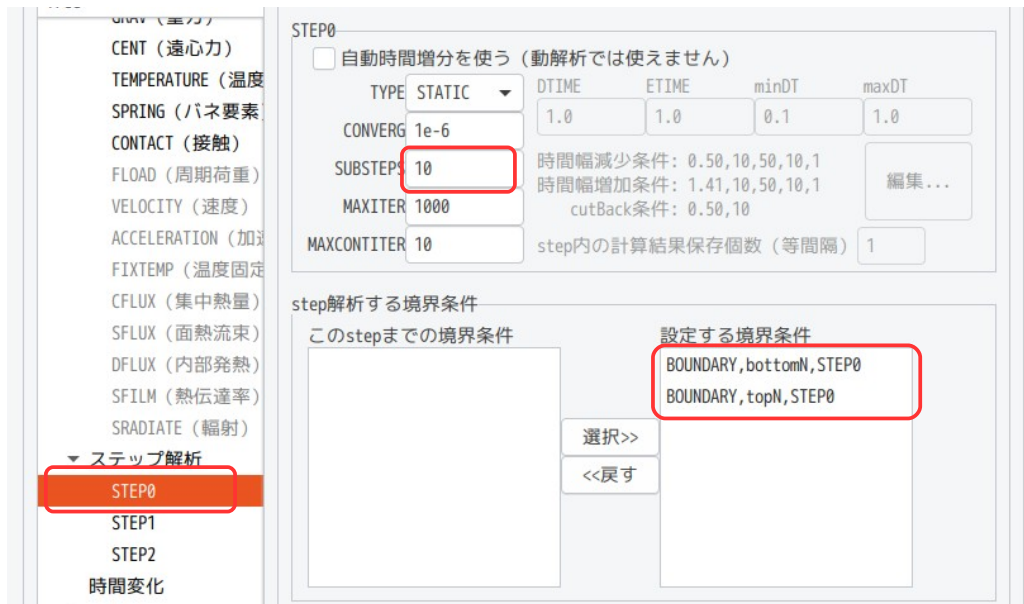 GRAV (重力)
CENT (遠心力)
TEMPERATURE (温度
SPRING (バネ要素)
CONTACT (接触)
FLOAD (周期荷重)
VELOCITY (速度)
ACCELERATION (加速
FIXTEMP (温度固定
CFLUX (集中熱量)
SFLUX (面熱流束)
DFLUX (内部発熱)
SFILM (熱伝達率)
SRADIATE (輻射)
ステップ解析
STEP0
STEP1
STEP2
時間変化
STEP0
自動時間増分を使う (動解析では使えません)
TYPE STATIC
CONVERG 1e-6
SUBSTEPS 10
MAXITER 1000
MAXCONTITER 10
DTIME ETIME minDT maxDT
1.0 1.0 0.1 1.0
時間幅減少条件: 0.50,10,50,10,1
時間幅増加条件: 1.41,10,50,10,1
cutBack条件: 0.50,10
編集...
step内の計算結果保存個数 (等間隔) 1
step解析する境界条件
このstepまでの境界条件
選択>>
<<戻す
設定する境界条件
BOUNDARY,bottomN,STEP0
BOUNDARY,topN,STEP0